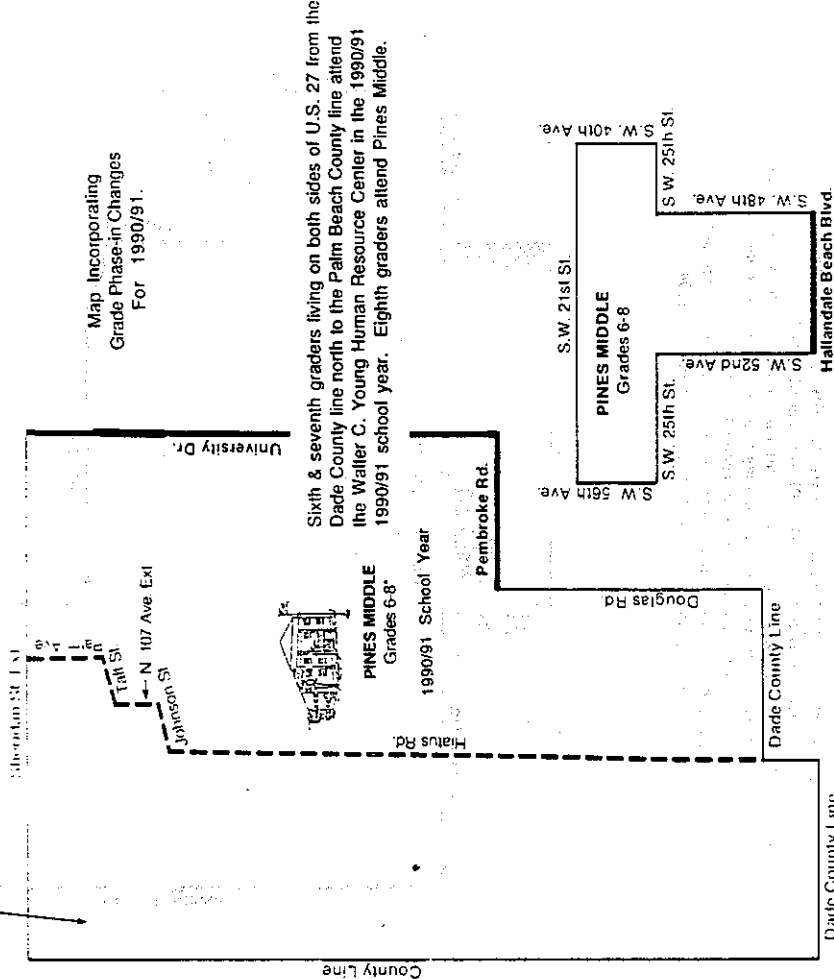 Map Incorporating
Grade Phase-in Changes
For 1990/91.
Sheridan St. Ext
Taft St.
N 107 Ave. Ext
Johnson St
University Dr.
Sixth & seventh graders living on both sides of U.S. 27 from the
Dade County line north to the Palm Beach County line attend
the Walter C. Young Human Resource Center in the 1990/91
1990/91 school year. Eighth graders attend Pines Middle.
PINES MIDDLE
Grades 6-8*
1990/91 School Year
Hiatus Rd.
Pembroke Rd.
Douglas Rd
County Line
Dade County Line
Dade County Line
S.W. 21st St.
S.W. 40th Ave.
PINES MIDDLE
Grades 6-8
S.W. 56th Ave.
S.W. 25th St.
S W. 25th St.
S.W. 52nd Ave.
S.W. 48th Ave.
Hallandale Beach Blvd.